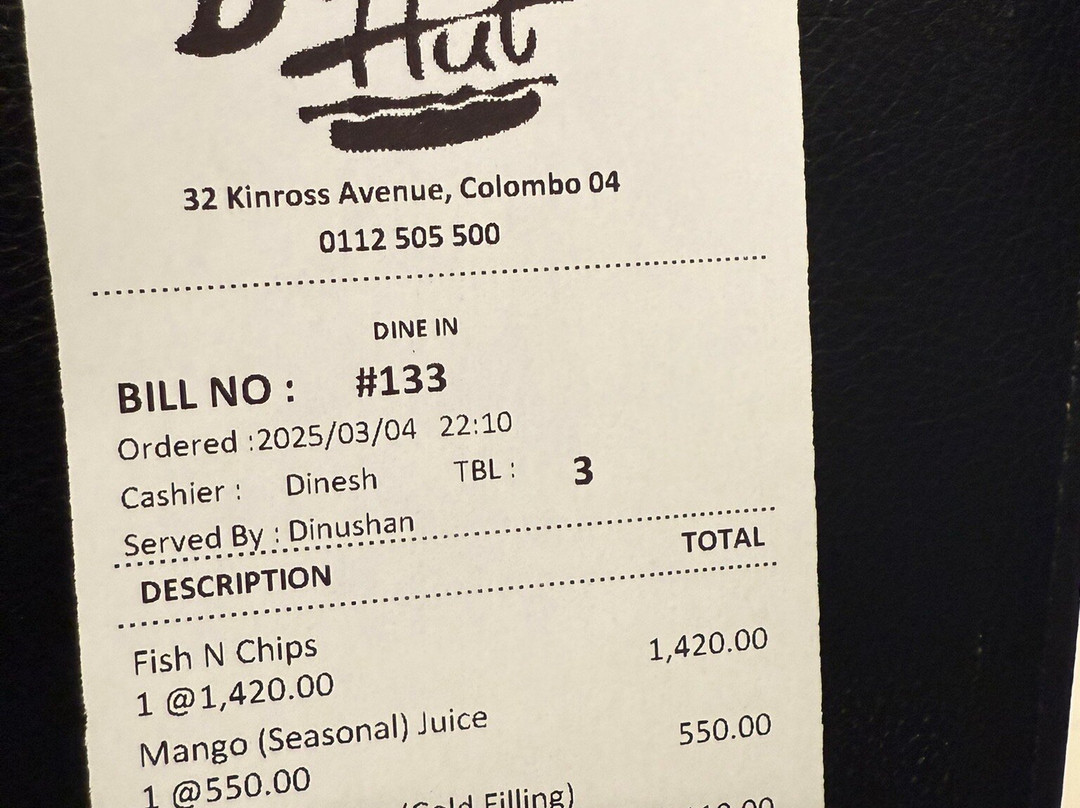 Hut
32 Kinross Avenue, Colombo 04
0112 505 500
DINE IN
BILL NO : #133
Ordered :2025/03/04 22:10
Cashier : Dinesh TBL : 3
Served By : Dinushan
DESCRIPTION TOTAL
Fish N Chips 1,420.00
1 @1,420.00
Mango (Seasonal) Juice 550.00
1 @550.00
Filling)